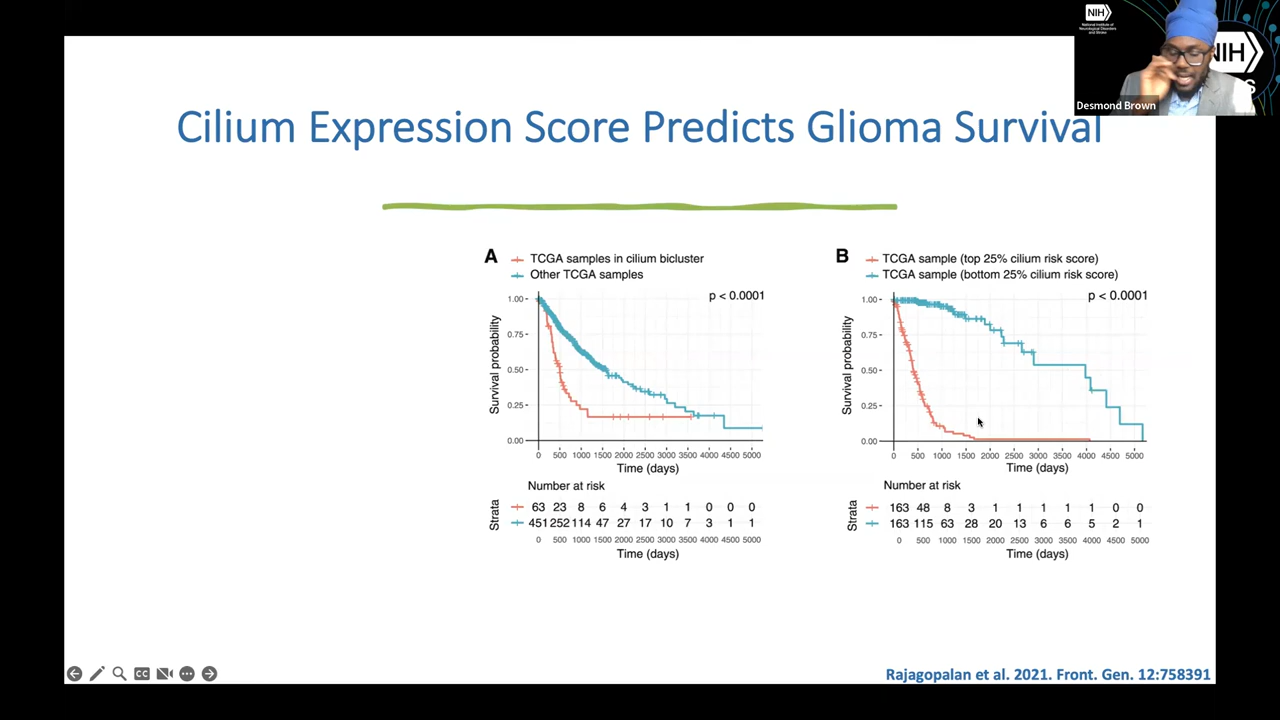 NIH
National Institute of
Neurological Disorders
and Stroke
NIH
S
Desmond Brown
Cilium Expression Score Predicts Glioma Survival
A
TCGA samples in cilium bicluster
Other TCGA samples
p < 0.0001
1.00
0.75
0.50
0.25
0.00
Survival probability
0 500 1000 1500 2000 2500 3000 3500 4000 4500 5000
Time (days)
Number at risk
Strata
63 23 8 6 4 3 1 1 0 0 0
451 252 114 47 27 17 10 7 3 1 1
0 500 1000 1500 2000 2500 3000 3500 4000 4500 5000
Time (days)
B
TCGA sample (top 25% cilium risk score)
TCGA sample (bottom 25% cilium risk score)
p < 0.0001
1.00
0.75
0.50
0.25
0.00
Survival probability
0 500 1000 1500 2000 2500 3000 3500 4000 4500 5000
Time (days)
Number at risk
Strata
163 48 8 3 1 1 1 1 1 0 0
163 115 63 28 20 13 6 6 5 2 1
0 500 1000 1500 2000 2500 3000 3500 4000 4500 5000
Time (days)
CC
Rajagopalan et al. 2021. Front. Gen. 12:758391